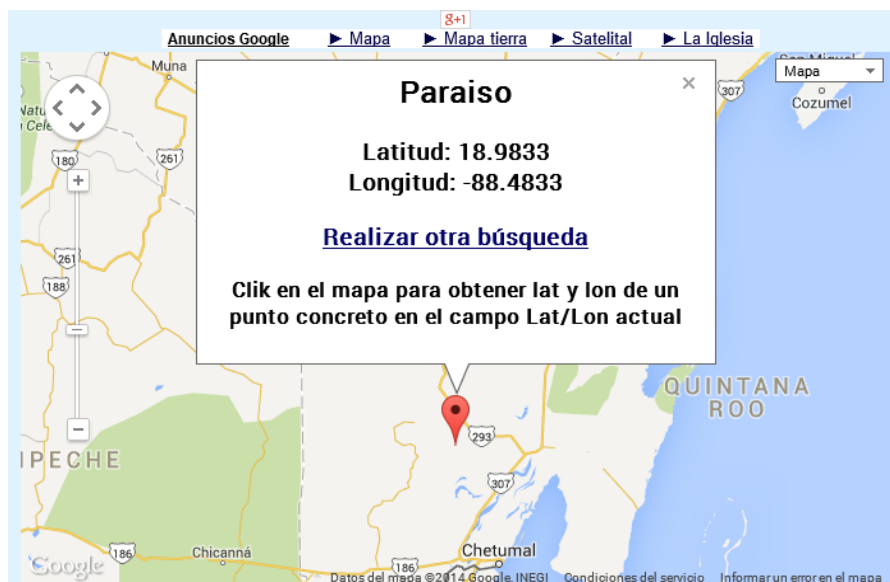 g+1
Anuncios Google ► Mapa ► Mapa tierra ► Satelital ► La Iglesia
Muna
Mapa
Cozumel
307
180
261
261
188
Paraiso
×
Latitud: 18.9833
Longitud: -88.4833
Realizar otra búsqueda
Clik en el mapa para obtener lat y lon de un
punto concreto en el campo Lat/Lon actual
QUINTANA
ROO
293
IPECHE
307
Chicanná
186
186
Chetumal
Google
Datos del mapa ©2014 Google, INEGI Condiciones del servicio Informar un error en el mapa